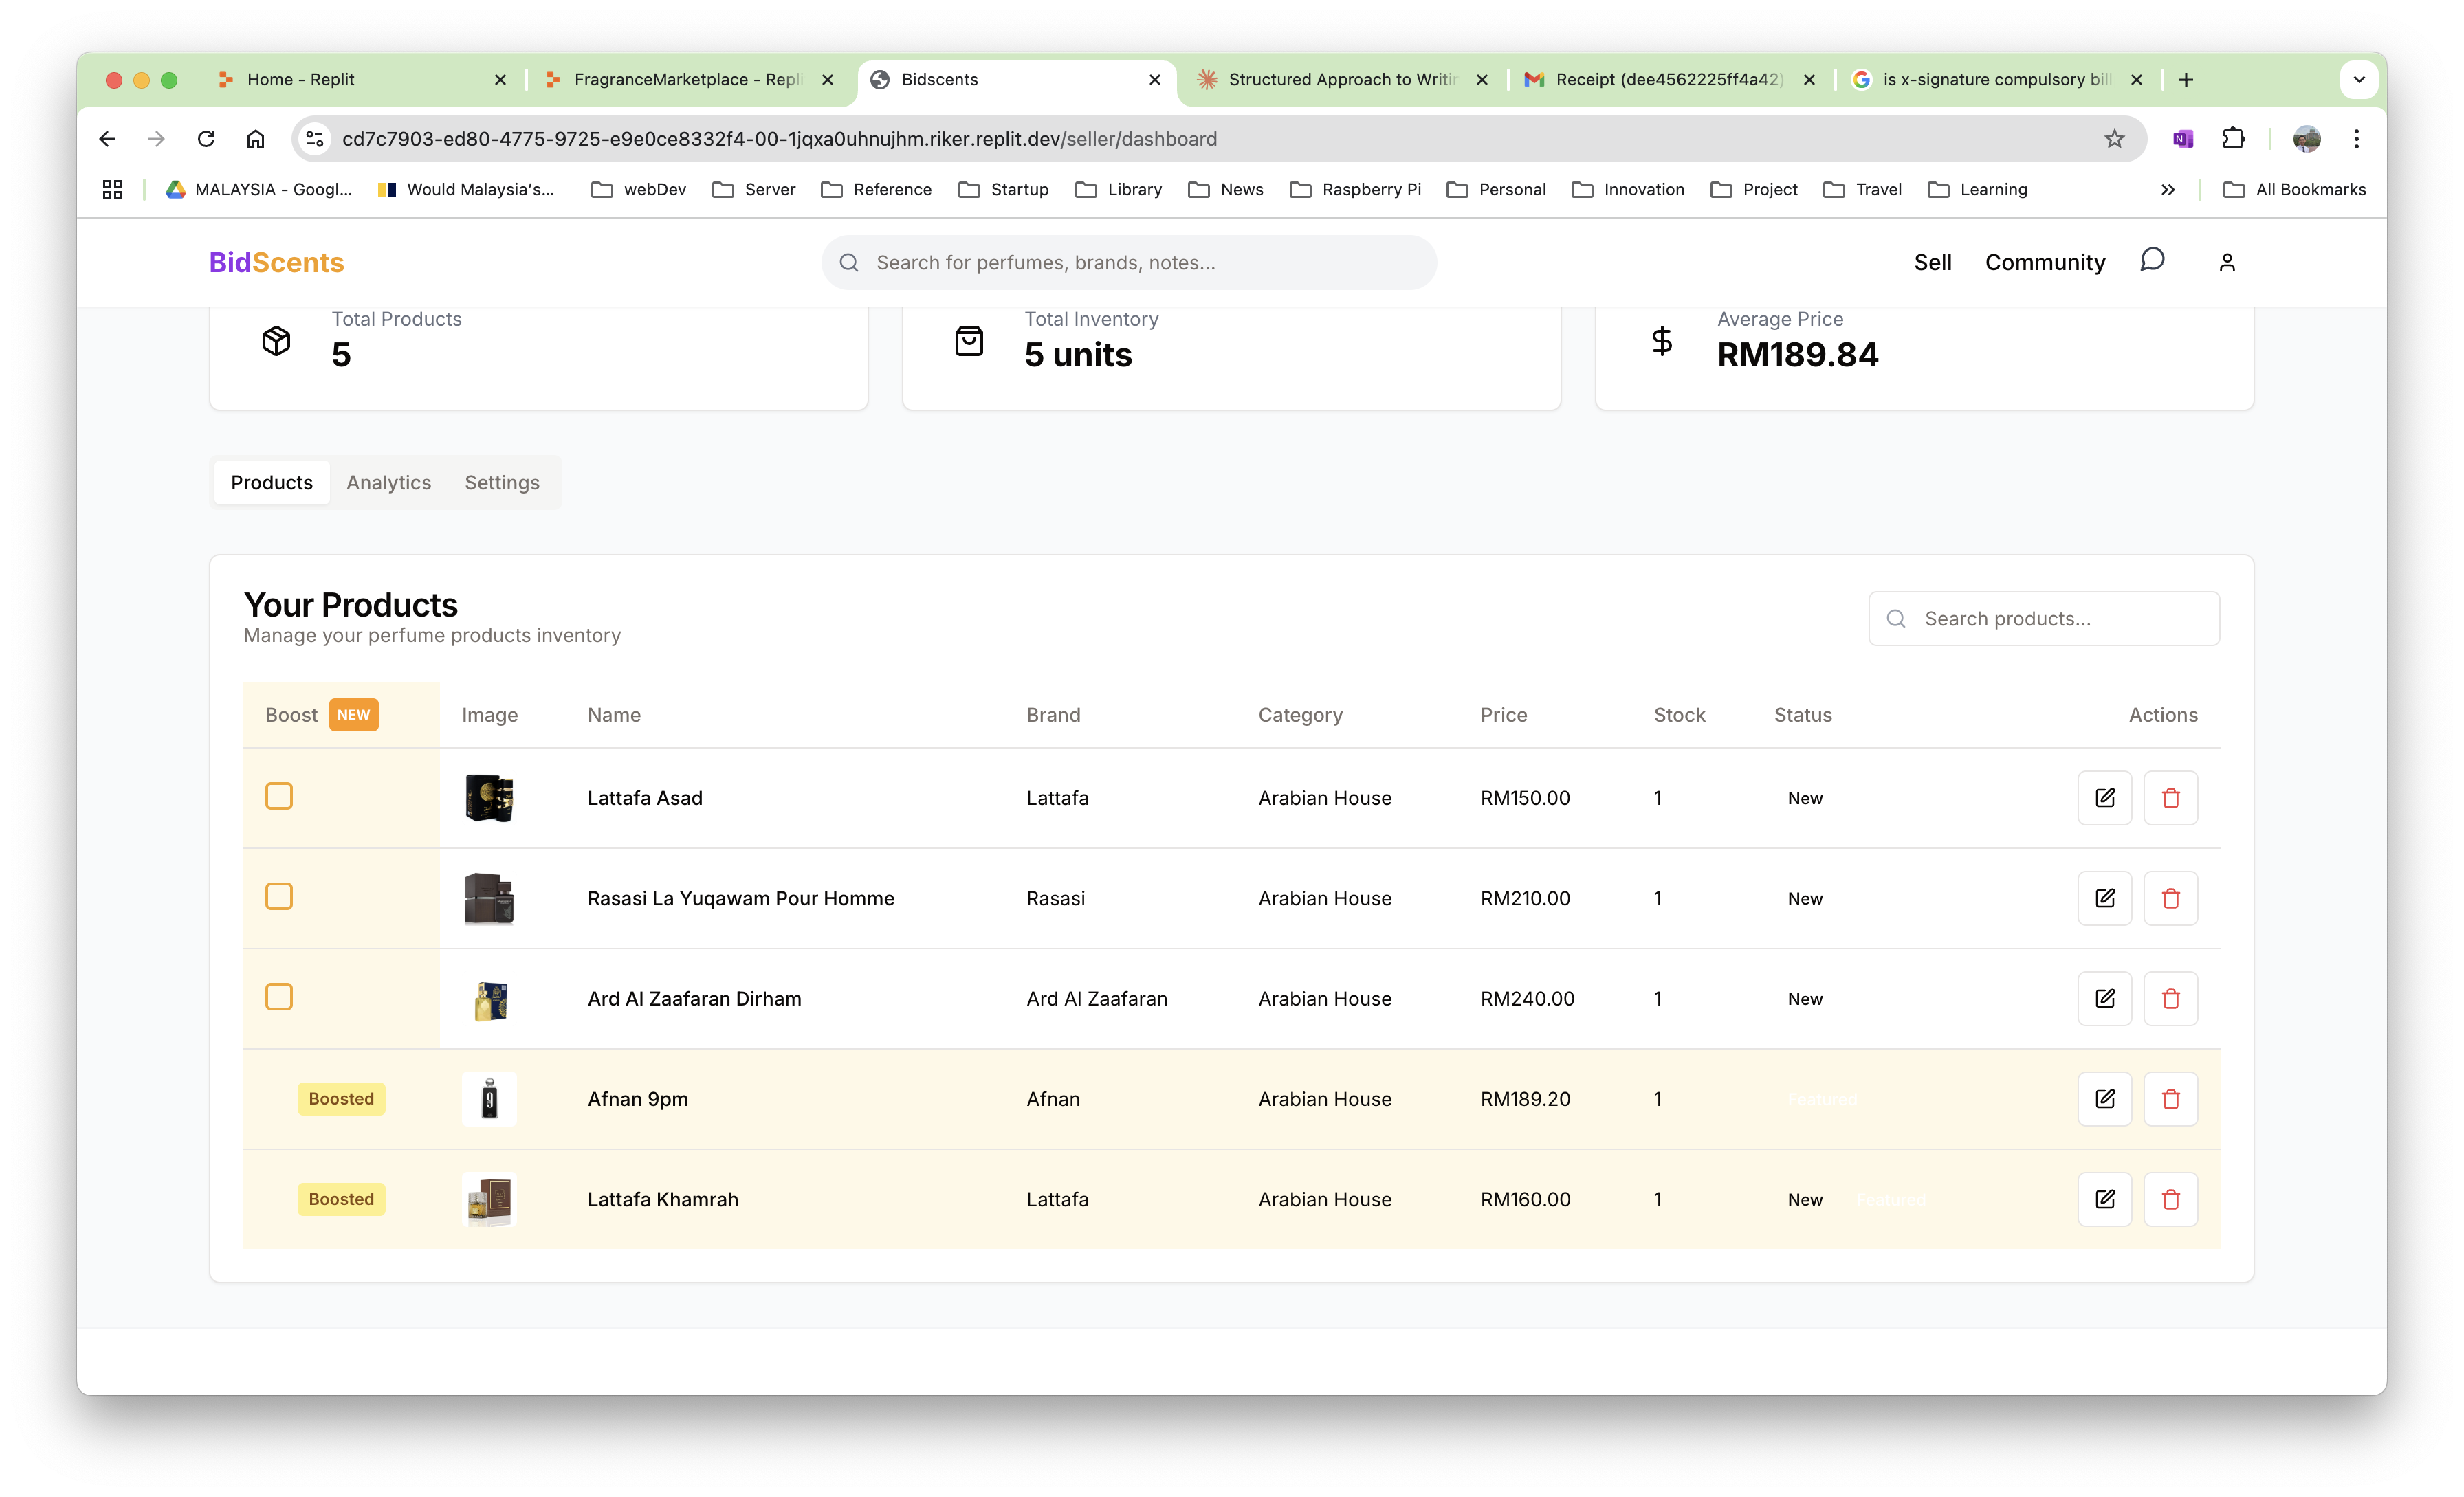 Home - Replit
FragranceMarketplace - Repli
Bidscents
Structured Approach to Writin
Receipt (dee4562225ff4a42)
is x-signature compulsory bill
cd7c7903-ed80-4775-9725-e9e0ce8332f4-00-1jqxa0uhnujhm.riker.replit.dev/seller/dashboard
MALAYSIA - Googl...
Would Malaysia's...
webDev
Server
Reference
Startup
Library
News
Raspberry Pi
Personal
Innovation
Project
Travel
Learning
All Bookmarks
BidScents
Search for perfumes, brands, notes...
Sell
Community
Total Products
5
Total Inventory
5 units
Average Price
RM189.84
Products
Analytics
Settings
Your Products
Manage your perfume products inventory
Search products...
Boost NEW Image Name Brand Category Price Stock Status Actions
Lattafa Asad Lattafa Arabian House RM150.00 1 New
Rasasi La Yuqawam Pour Homme Rasasi Arabian House RM210.00 1 New
Ard Al Zaafaran Dirham Ard Al Zaafaran Arabian House RM240.00 1 New
Boosted 9 Afnan 9pm Afnan Arabian House RM189.20 1 Featured
Boosted Lattafa Khamrah Lattafa Arabian House RM160.00 1 New Featured